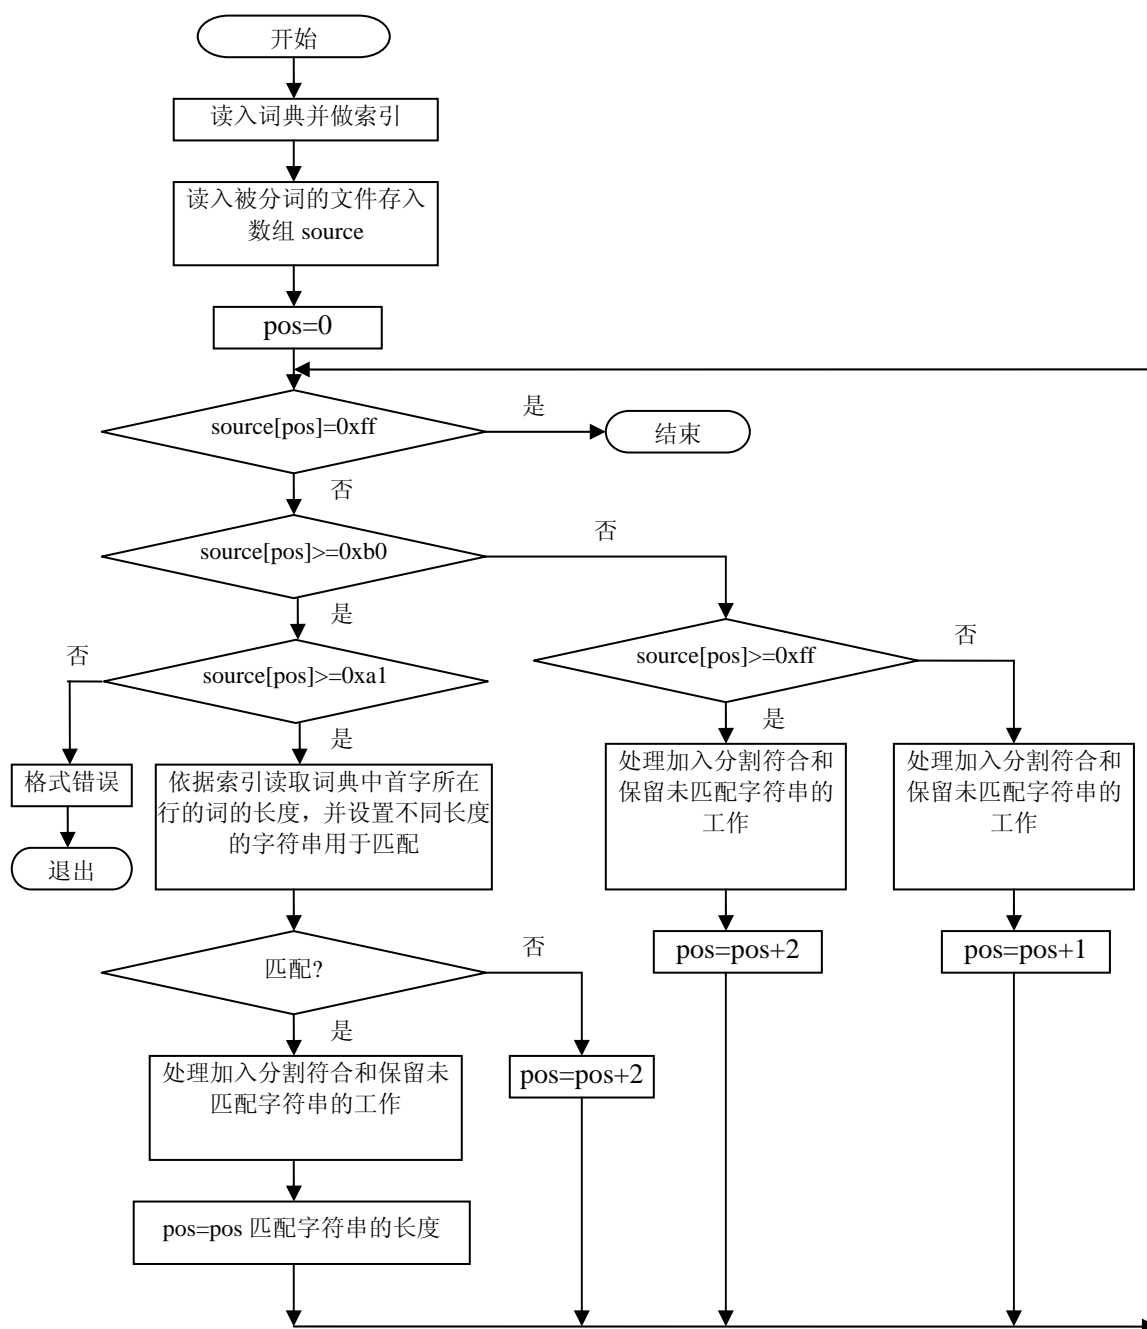 开始
读入词典并做索引
读入被分词的文件存入
数组 source
pos=0
source[pos]=0xff
是
结束
否
source[pos]>=0xb0
否
是
source[pos]>=0xa1
否
source[pos]>=0xff
否
是
是
格式错误
退出
依据索引读取词典中首字所在
行的词的长度，并设置不同长度
的字符串用于匹配
处理加入分割符合和
保留未匹配字符串的
工作
处理加入分割符合和
保留未匹配字符串的
工作
匹配?
否
pos=pos+2
pos=pos+1
是
处理加入分割符合和保留未
匹配字符串的工作
pos=pos+2
pos=pos 匹配字符串的长度